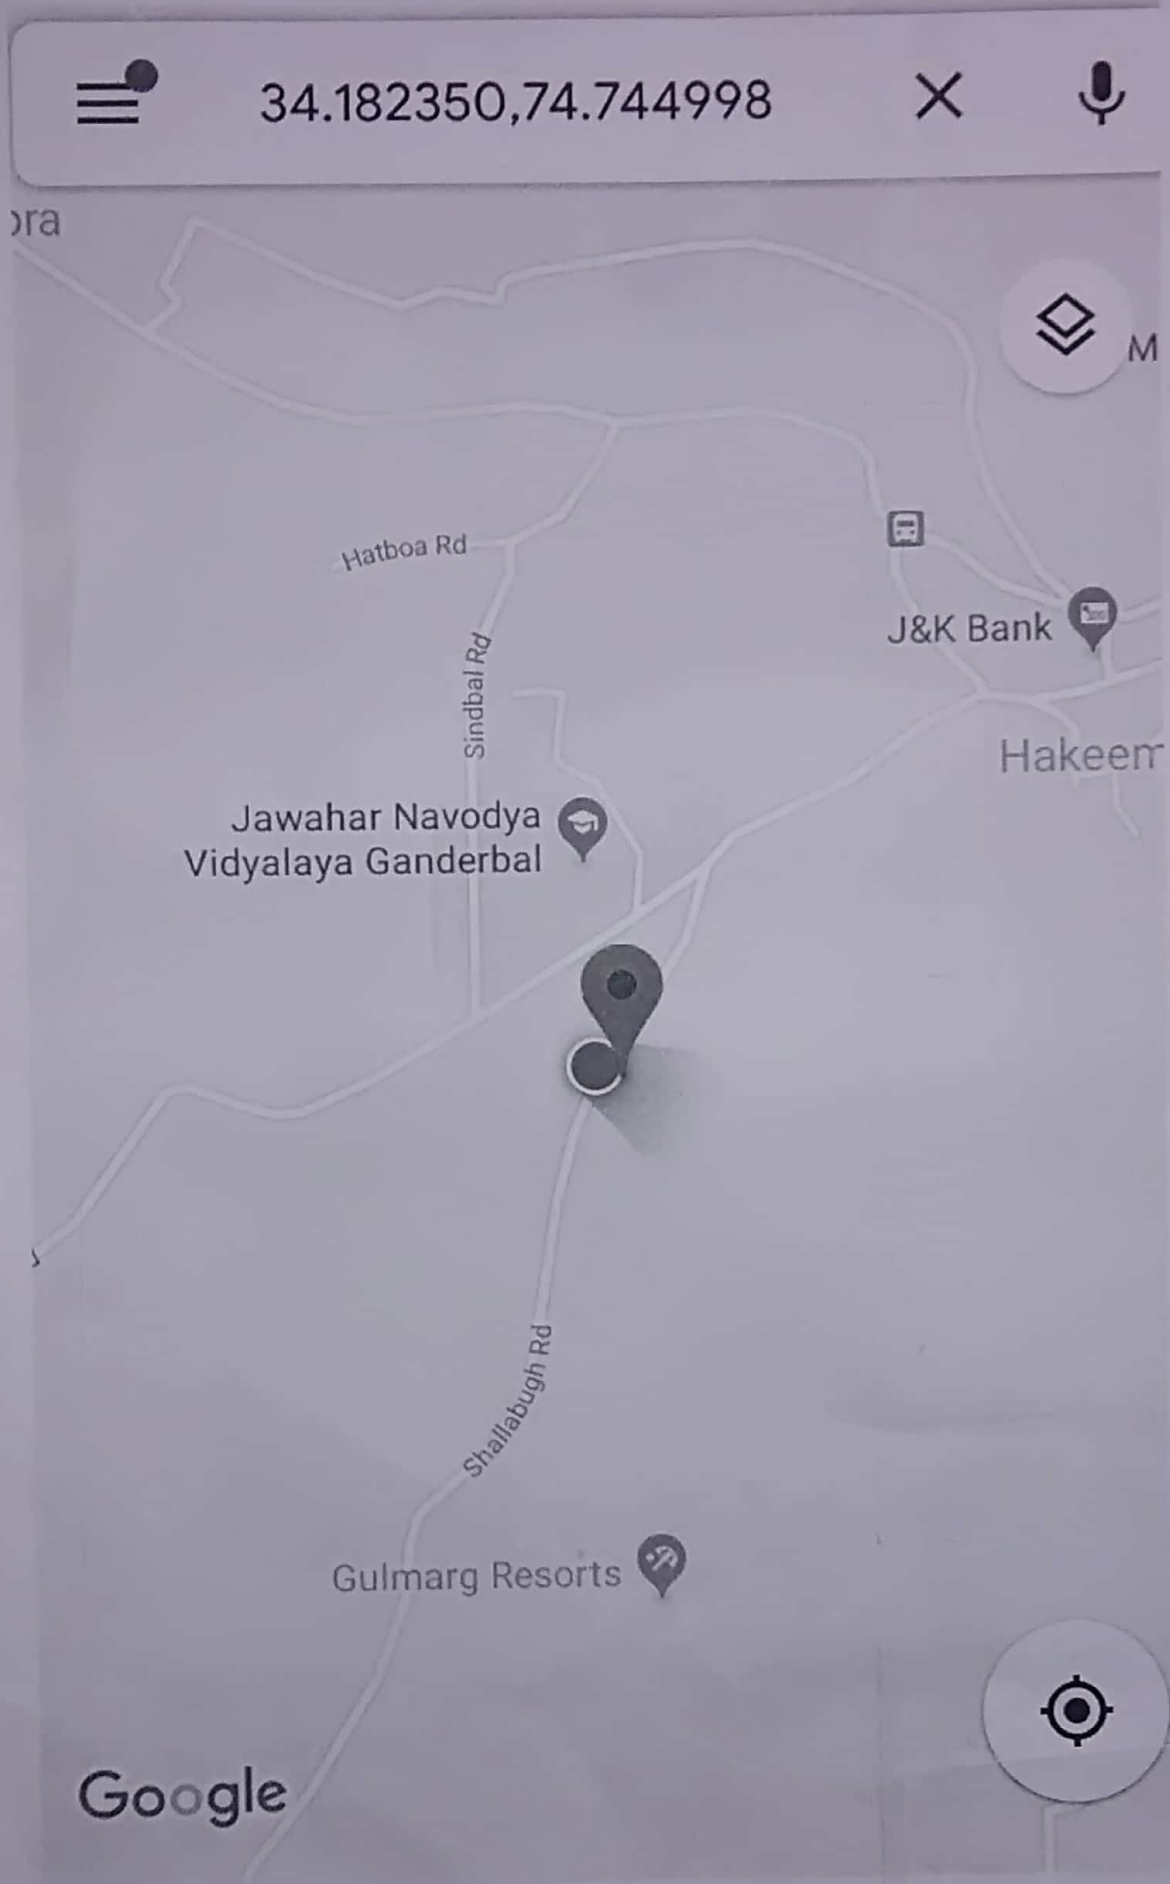 34.182350,74.744998
ora
M
Hatboa Rd
J&K Bank
Sindbal Rd
Hakeem
Jawahar Navodya
Vidyalaya Ganderbal
Shallabugh Rd
Gulmarg Resorts
Google